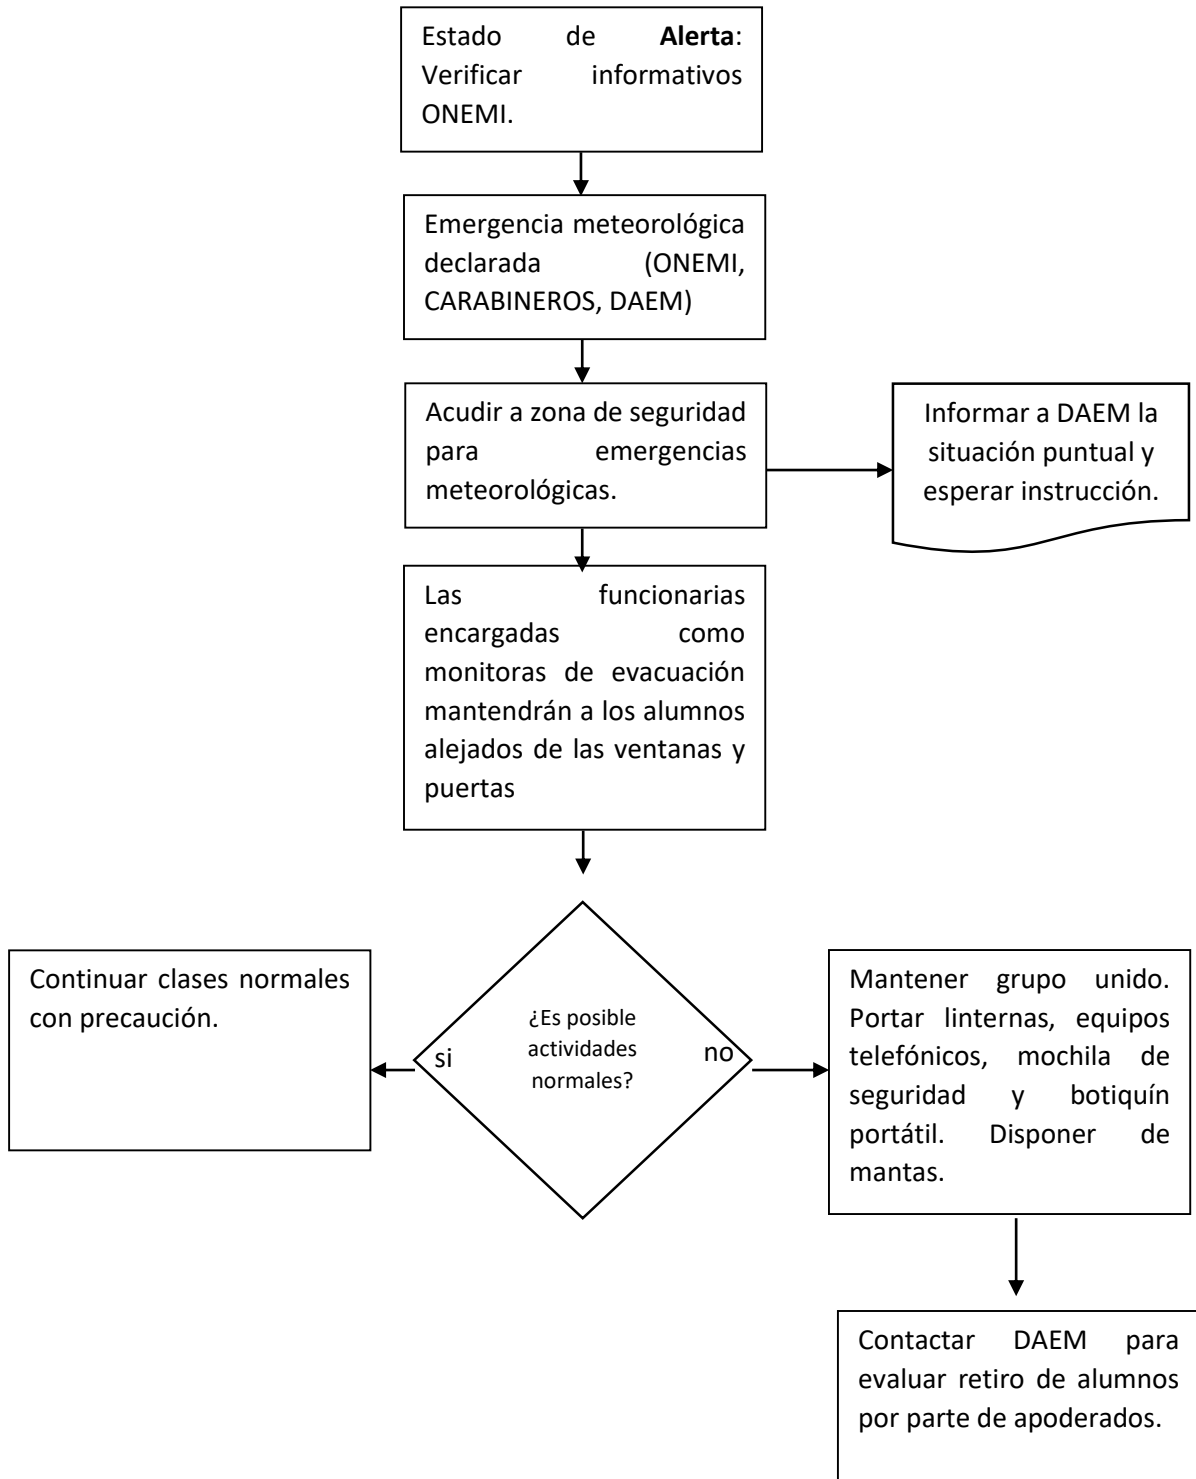 Estado de Alerta:
Verificar informativos
ONEMI.
Emergencia meteorológica
declarada (ONEMI,
CARABINEROS, DAEM)
Acudir a zona de seguridad
para emergencias
meteorológicas.
Informar a DAEM la
situación puntual y
esperar instrucción.
Las funcionarias
encargadas como
monitoras de evacuación
mantendrán a los alumnos
alejados de las ventanas y
puertas
¿Es posible
actividades
normales?
si
no
Continuar clases normales
con precaución.
Mantener grupo unido.
Portar linternas, equipos
telefónicos, mochila de
seguridad y botiquín
portátil. Disponer de
mantas.
Contactar DAEM para
evaluar retiro de alumnos
por parte de apoderados.